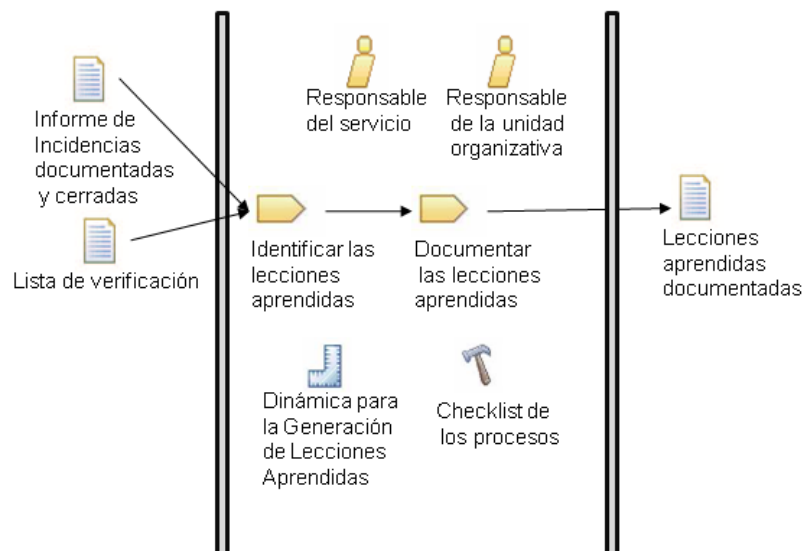 Informe de
Incidencias
documentadas
y cerradas
Lista de verificación
Responsable
del servicio
Responsable
de la unidad
organizativa
Identificar las
lecciones
aprendidas
Documentar
las lecciones
aprendidas
Dinámica para
la Generación
de Lecciones
Aprendidas
Checklist de
los procesos
Lecciones
aprendidas
documentadas